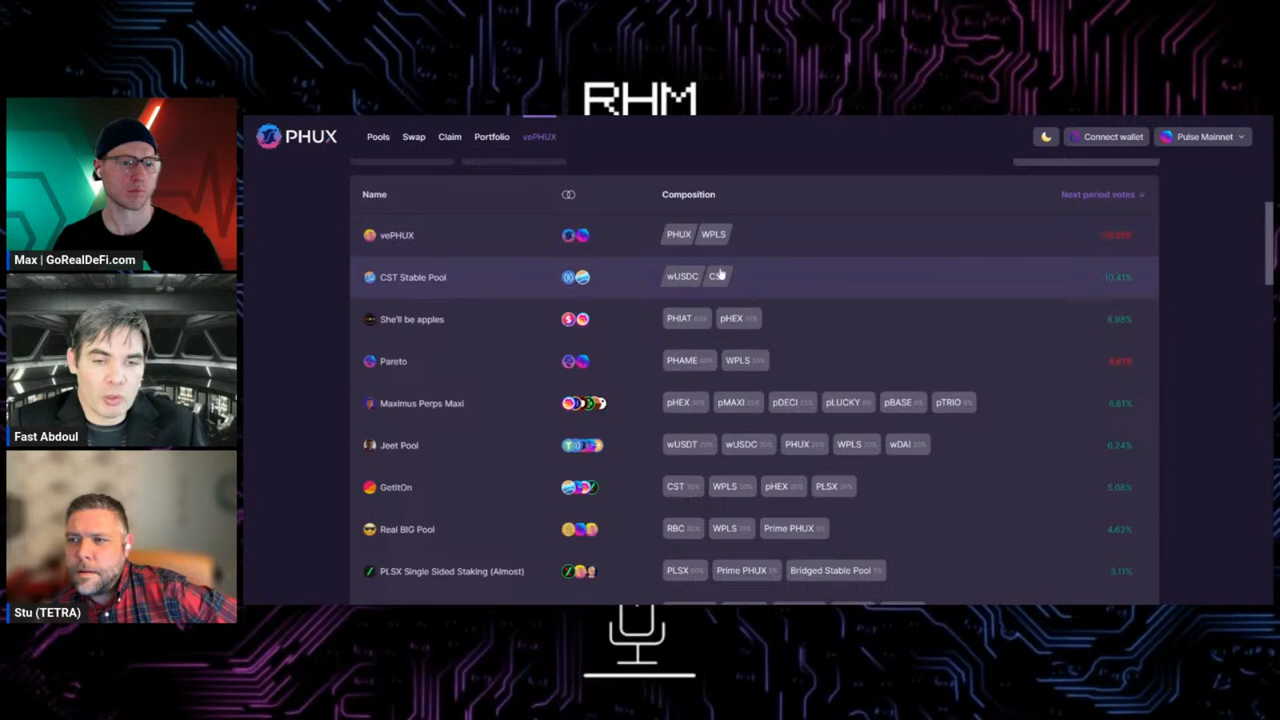 RHM
PHUX
Pools Swap Claim Portfolio vePHUX
Connect wallet Pulse Mainnet
Name Composition Next period votes ↓
vePHUX PHUX WPLS
CST Stable Pool wUSDC 10.41%
She'll be apples PHIAT pHEX 8.98%
Pareto PHAME WPLS
Maximus Perps Maxi pHEX pMAXI pDECI pLUCKY pBASE pTRIO 6.61%
Jeet Pool wUSDT wUSDC PHUX WPLS wDAI 6.24%
GetItOn CST WPLS pHEX PLSX 5.08%
Real BIG Pool RBC WPLS Prime PHUX 4.62%
PLSX Single Sided Staking (Almost) PLSX Prime PHUX Bridged Stable Pool 3.11%
Max | GoRealDeFi.com
Fast Abdoul
Stu (TETRA)